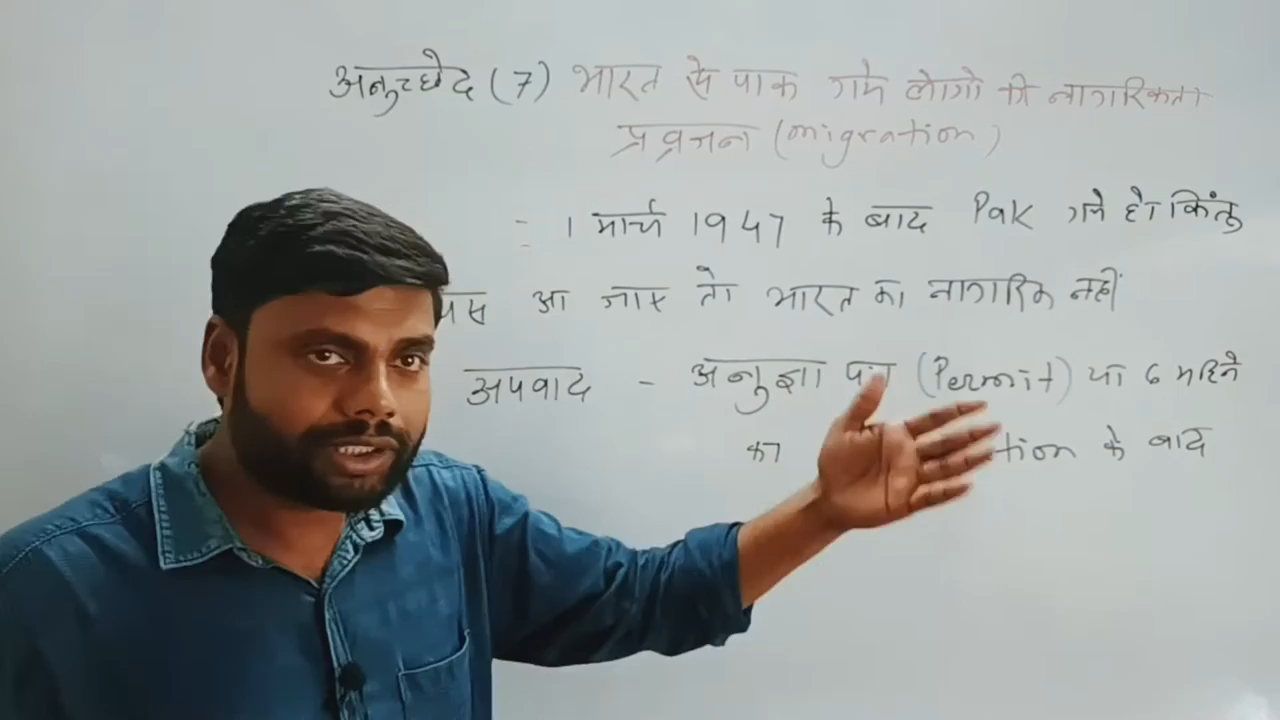 अनुच्छेद (7) भारत से पाक गये लोगो की नागरिकता
प्रव्रजन (migration)
= 1 मार्च 1947 के बाद Pak गये हो किंतु
आ जाए तो भारत का नागरिक नहीं
अपवाद - अनुज्ञा पत्र (Permit) या 6 महिने
का के बाद